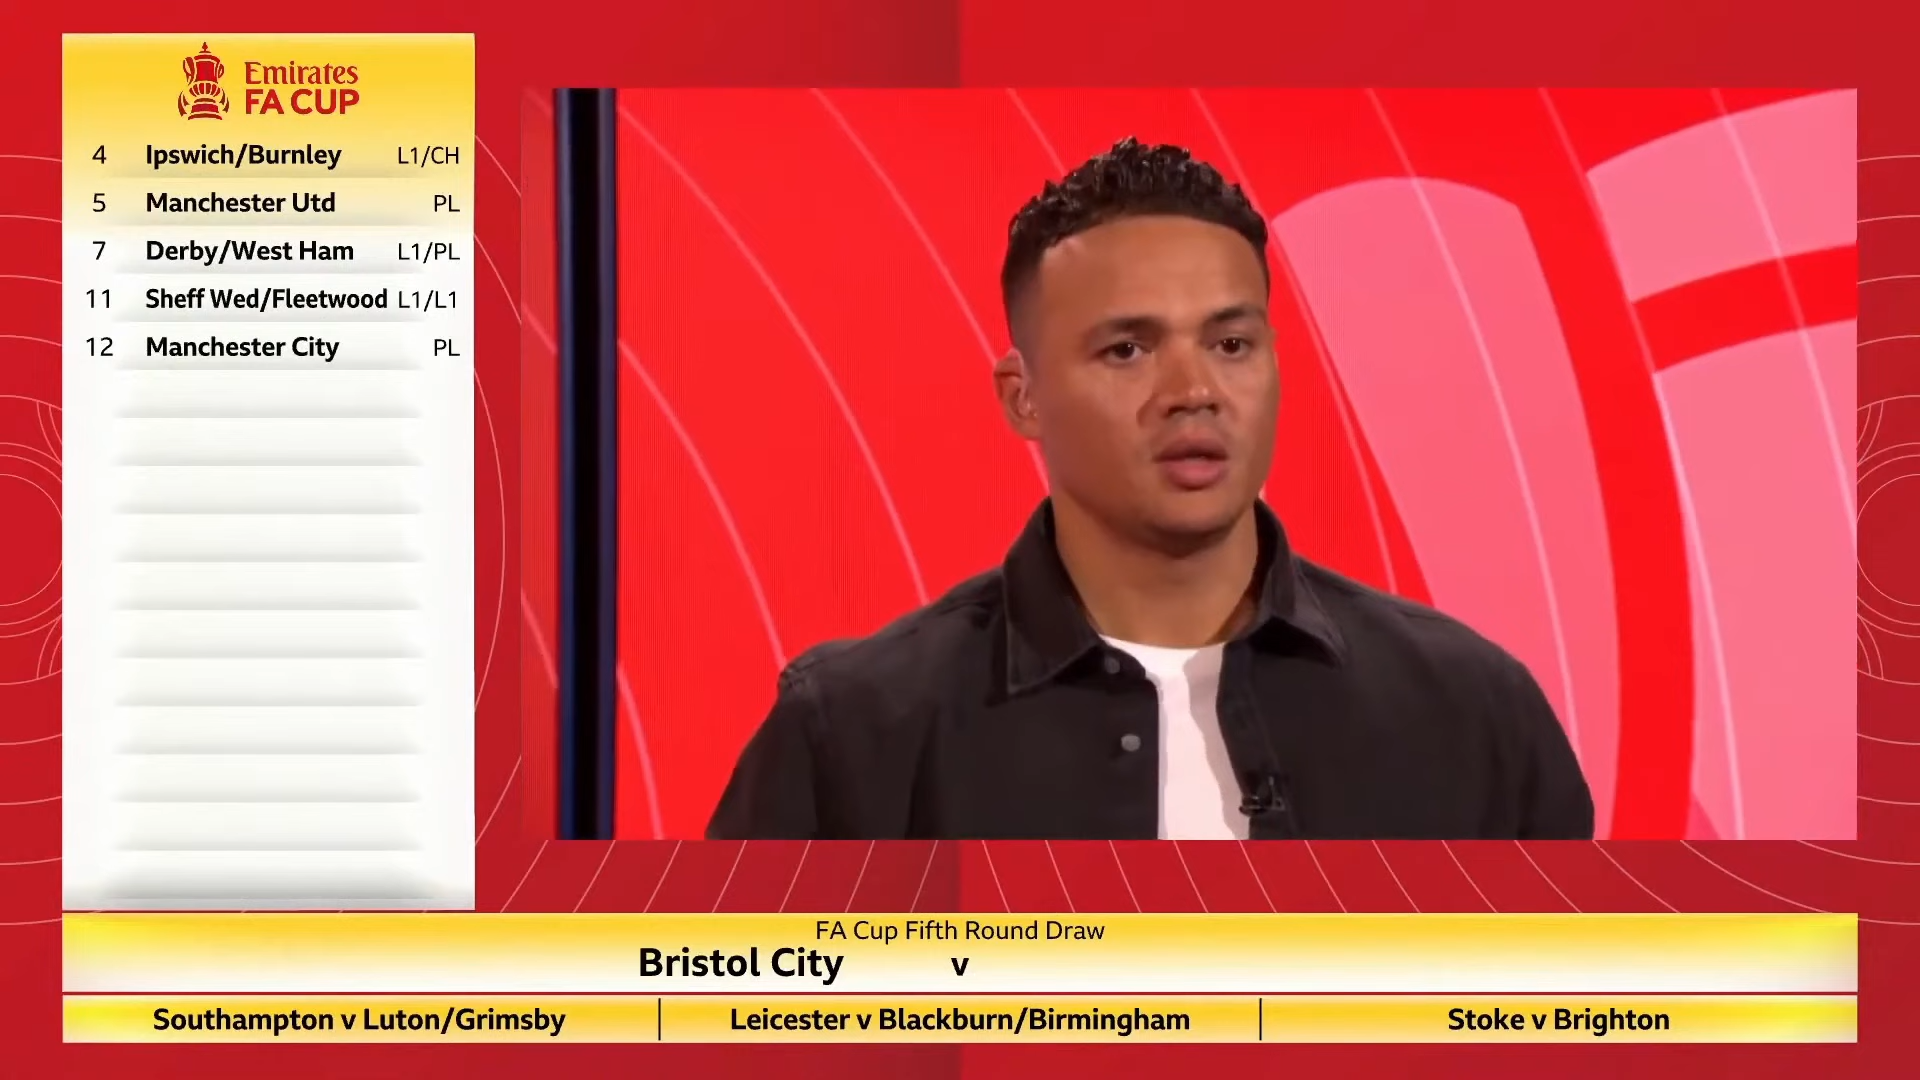 Emirates
FA CUP
4 Ipswich/Burnley L1/CH
5 Manchester Utd PL
7 Derby/West Ham L1/PL
11 Sheff Wed/Fleetwood L1/L1
12 Manchester City PL
FA Cup Fifth Round Draw
Bristol City v
Southampton v Luton/Grimsby
Leicester v Blackburn/Birmingham
Stoke v Brighton